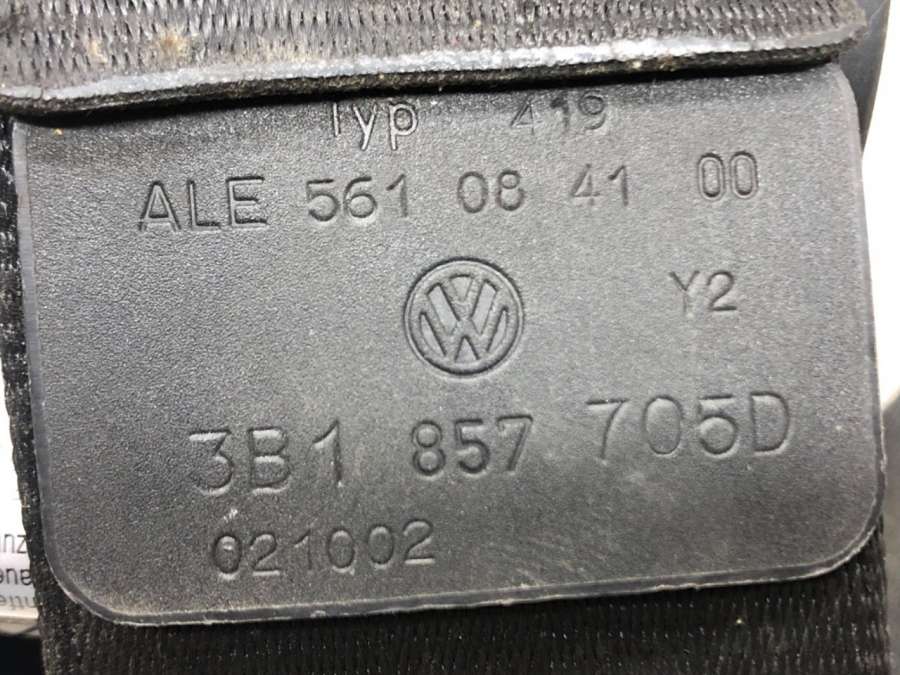 Typ 419
ALE 561 08 41 00
Y2
3B1 857 705D
021002